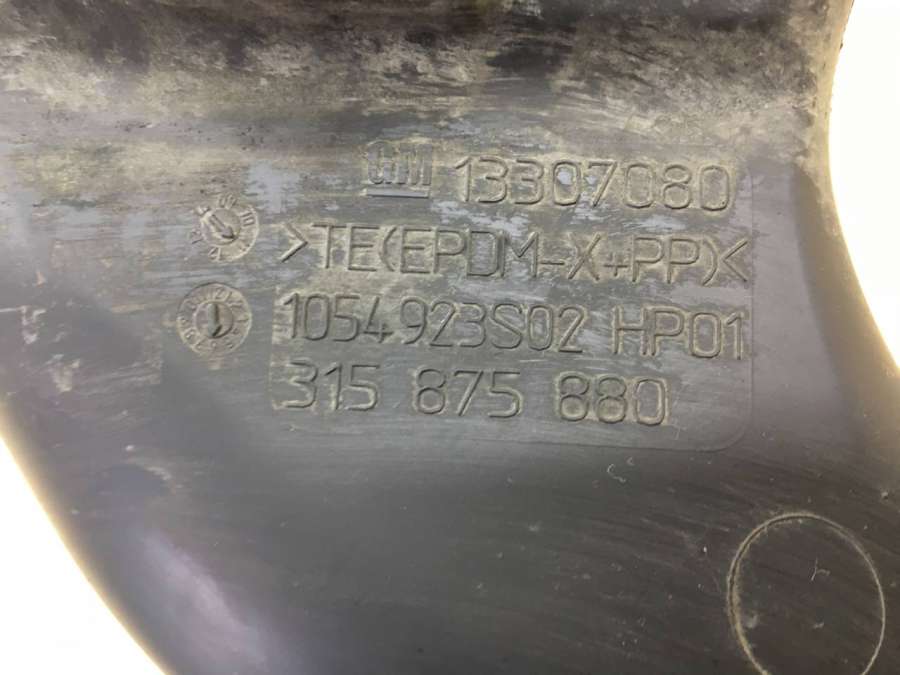 GM 13307080
>TE(EPDM-X+PP)<
1054923S02 HP01
315 875 880